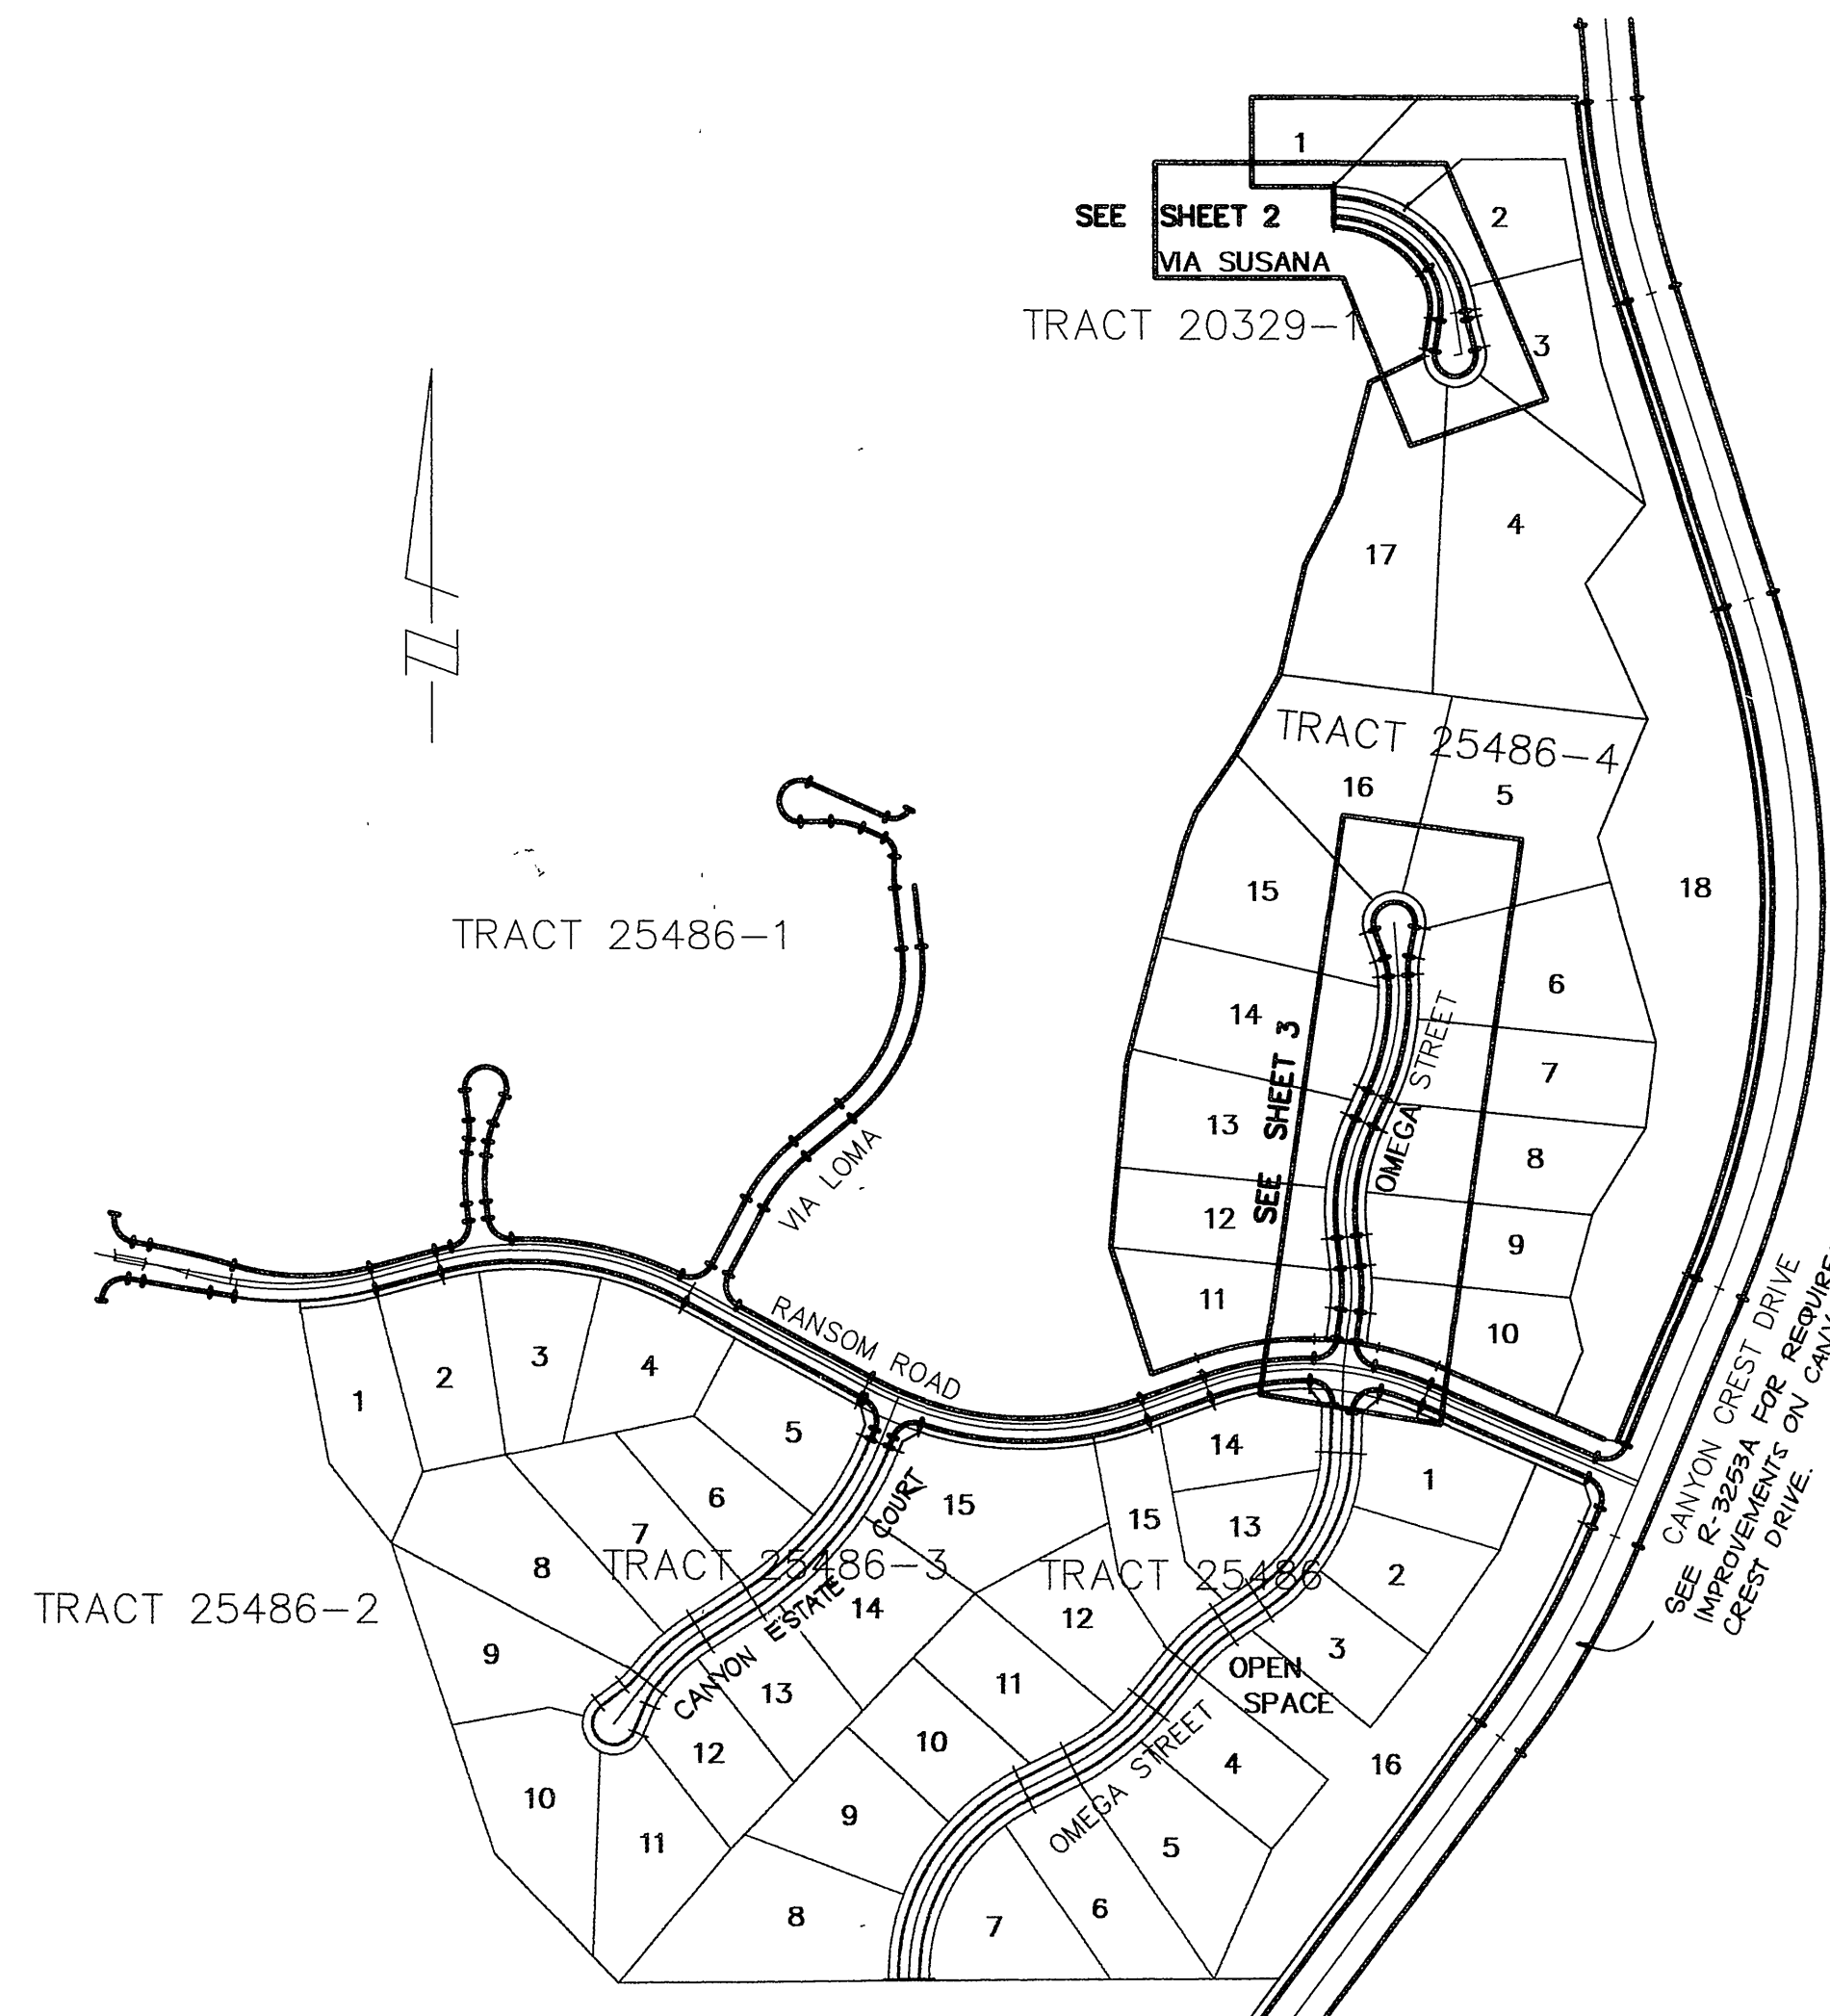 1
SEE SHEET 2
2
VIA SUSANA
TRACT 20329-1
3
4
17
TRACT 25486-4
16
5
15
18
TRACT 25486-1
6
14
SEE SHEET 3
OMEGA STREET
7
13
8
VIA LOMA
12
9
11
10
RANSOM ROAD
CANYON CREST DRIVE
SEE R-3253A FOR
IMPROVEMENTS ON
CREST DRIVE.
1
2
3
4
5
6
7
8
TRACT 25486-3
CANYON ESTATE COURT
15
14
TRACT 25486-2
9
13
12
10
11
14
1
15
13
TRACT 25486
2
12
3
OPEN
SPACE
11
OMEGA STREET
10
4
16
9
5
6
8
7